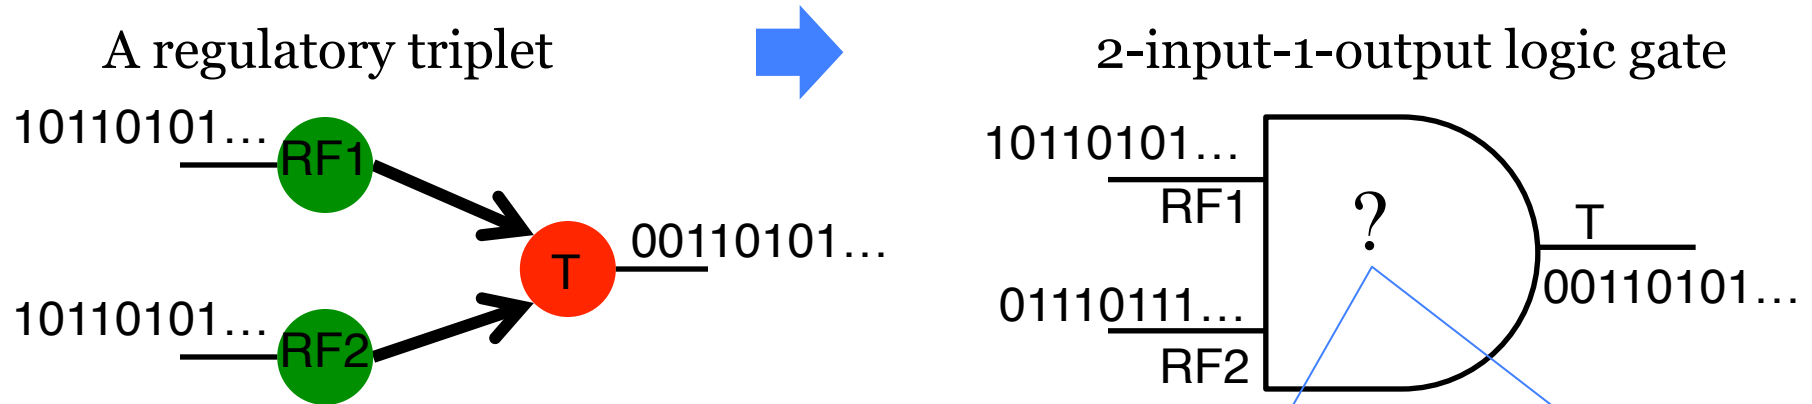 A regulatory triplet
10110101...
RF1
T
00110101...
10110101...
RF2
2-input-1-output logic gate
10110101...
RF1
?
T
00110101...
01110111...
RF2